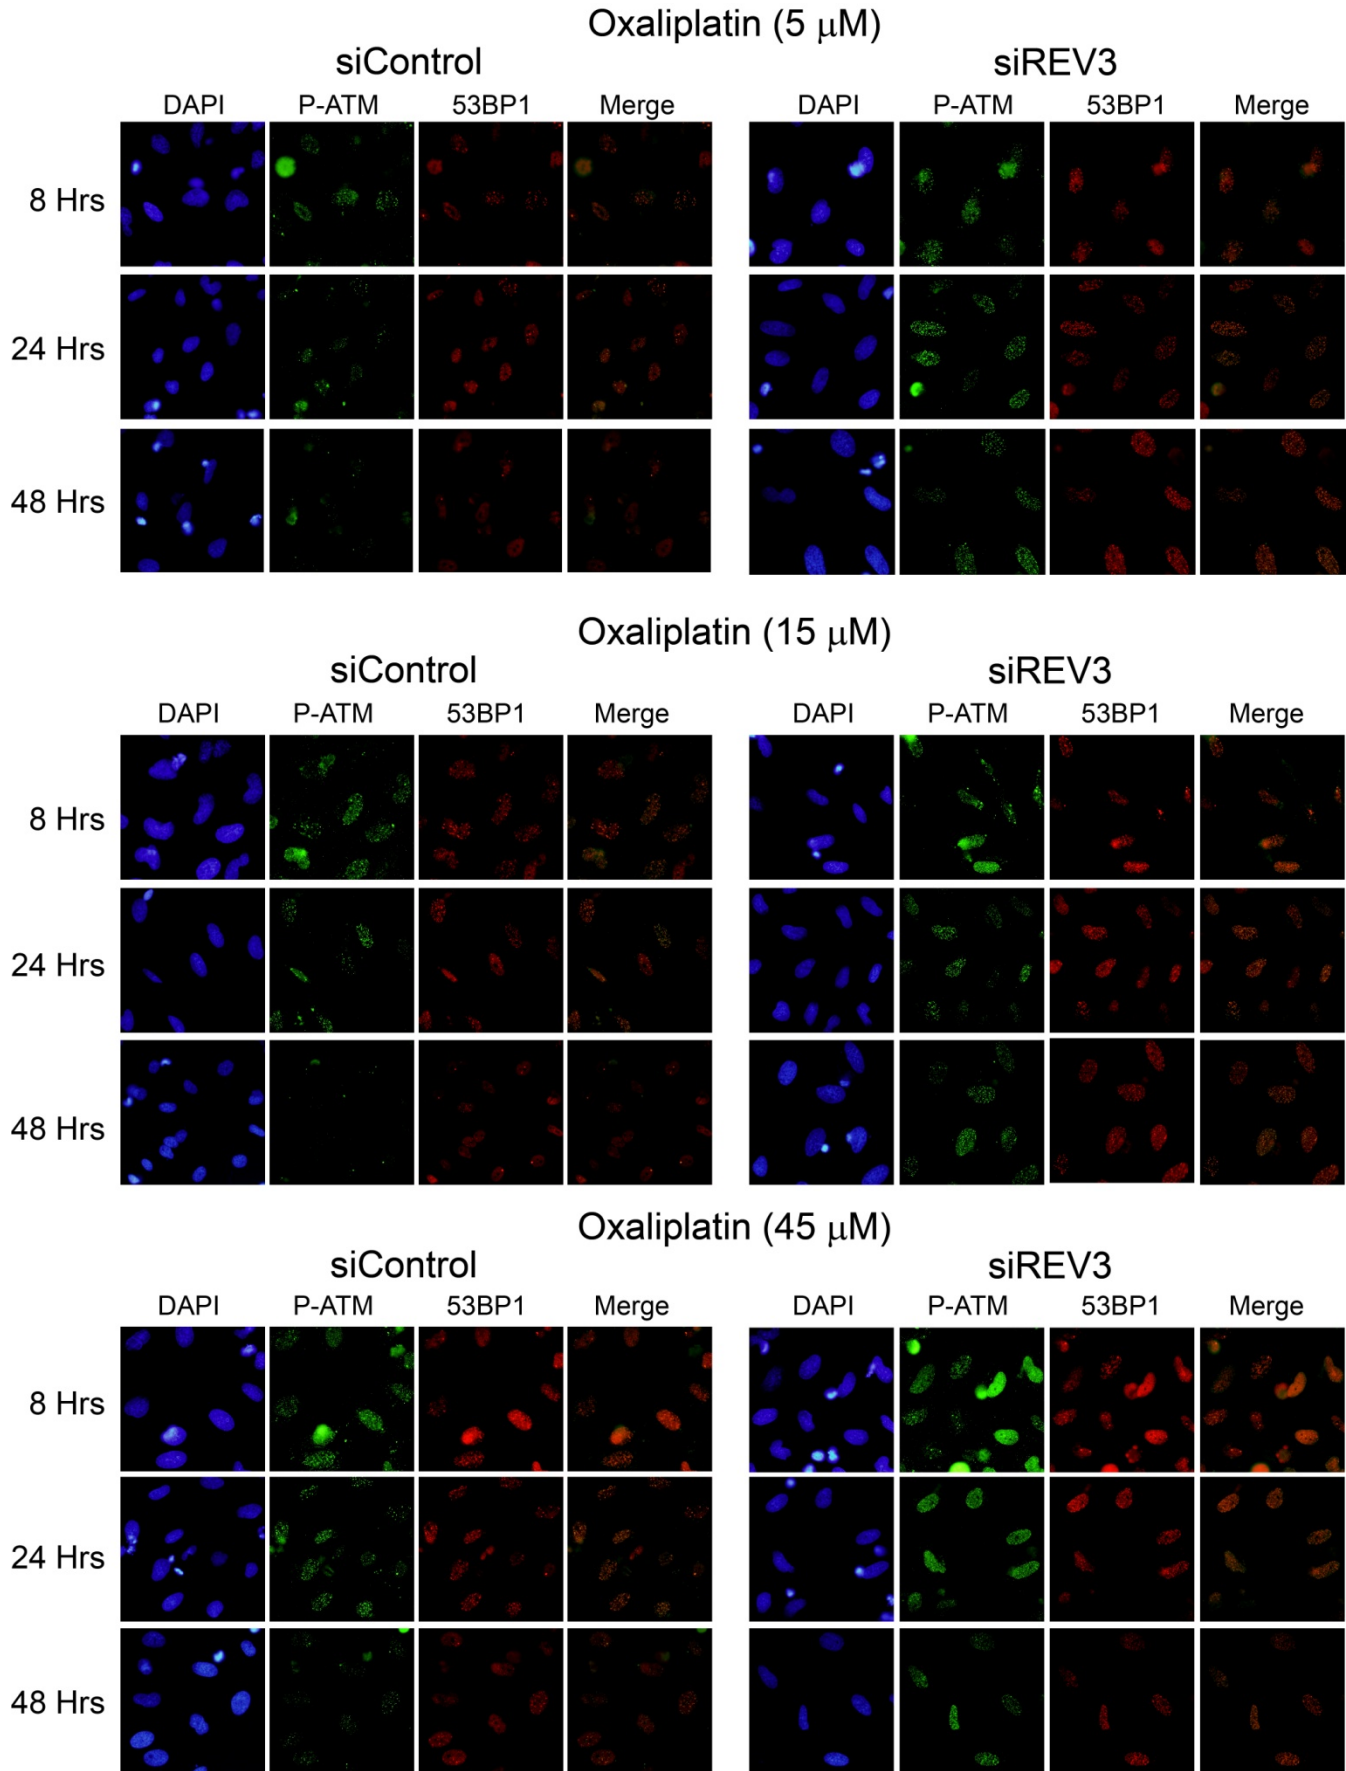 Oxaliplatin (5 μM)
siControl siREV3
DAPI P-ATM 53BP1 Merge DAPI P-ATM 53BP1 Merge
8 Hrs
24 Hrs
48 Hrs
Oxaliplatin (15 μM)
siControl siREV3
DAPI P-ATM 53BP1 Merge DAPI P-ATM 53BP1 Merge
8 Hrs
24 Hrs
48 Hrs
Oxaliplatin (45 μM)
siControl siREV3
DAPI P-ATM 53BP1 Merge DAPI P-ATM 53BP1 Merge
8 Hrs
24 Hrs
48 Hrs